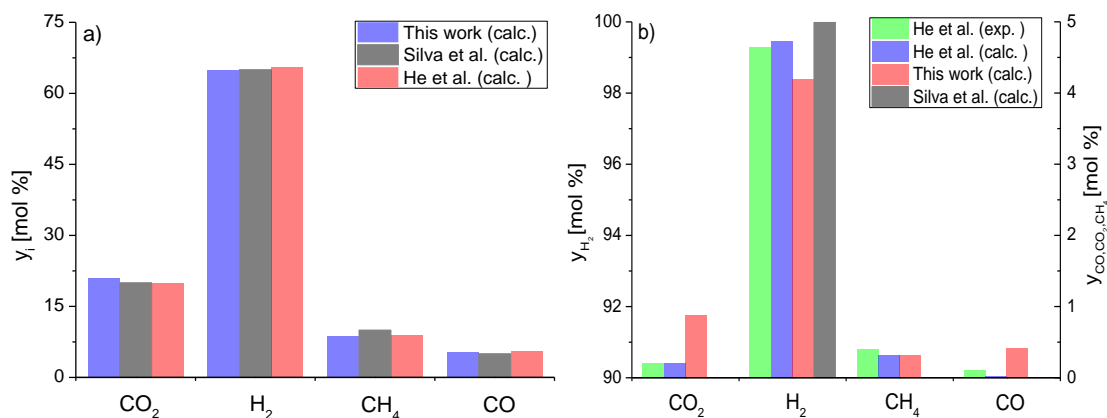 a)
This work (calc.)
Silva et al. (calc.)
He et al. (calc. )
75
60
45
30
15
0
y_i [mol %]
CO₂ H₂ CH₄ CO
b)
He et al (exp. )
He et al. (calc. )
This work (calc.)
Silva et al. (calc.)
100
98
96
94
92
90
y_H₂ [mol %]
5
4
3
2
1
0
y_CO,CO₂,CH₄ [mol %]
CO₂ H₂ CH₄ CO